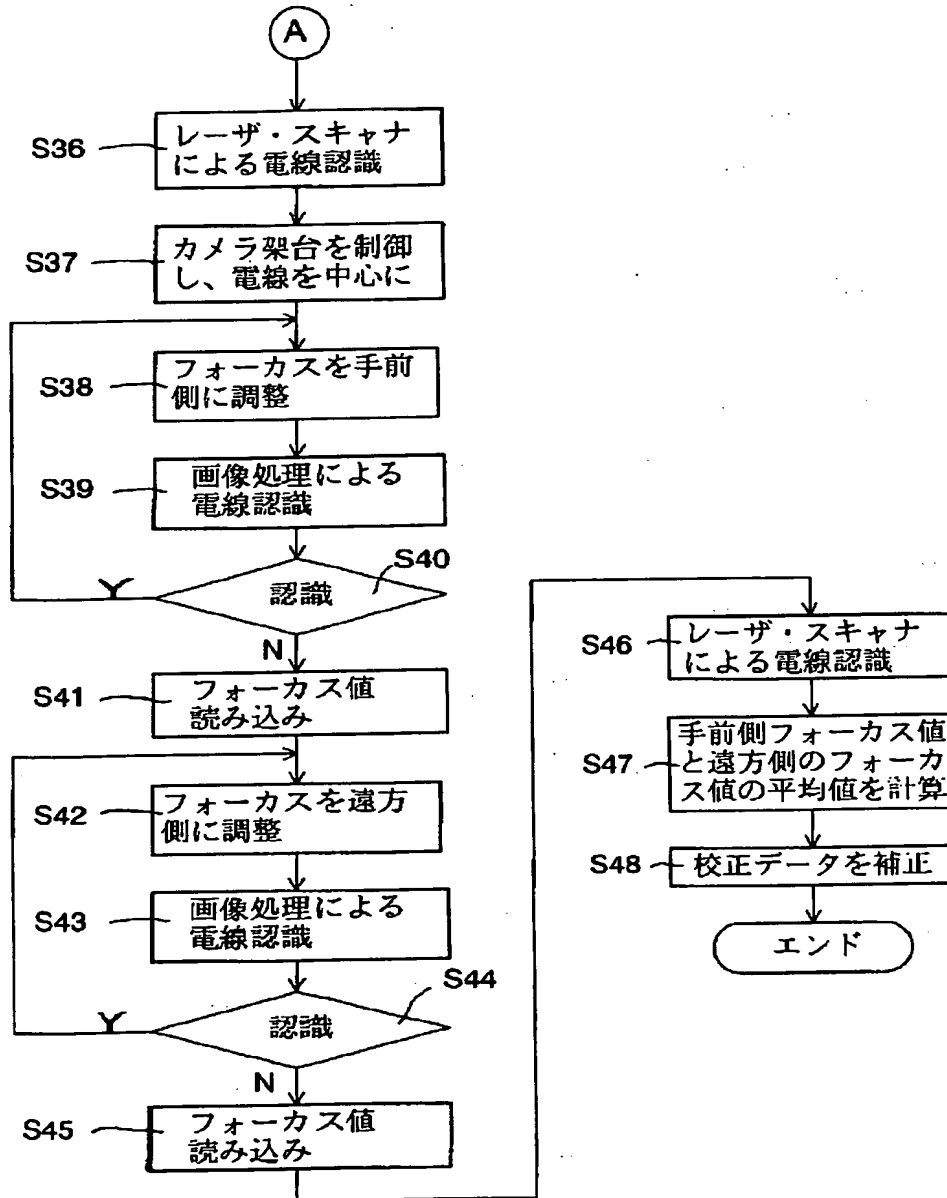 A
S36
レーザ・スキャナ
による電線認識
S37
カメラ架台を制御
し、電線を中心に
S38
フォーカスを手前
側に調整
S39
画像処理による
電線認識
S40
認識
Y
N
S41
フォーカス値
読み込み
S42
フォーカスを遠方
側に調整
S43
画像処理による
電線認識
S44
認識
Y
N
S45
フォーカス値
読み込み
S46
レーザ・スキャナ
による電線認識
S47
手前側フォーカス値
と遠方側のフォーカ
ス値の平均値を計算
S48
校正データを補正
エンド